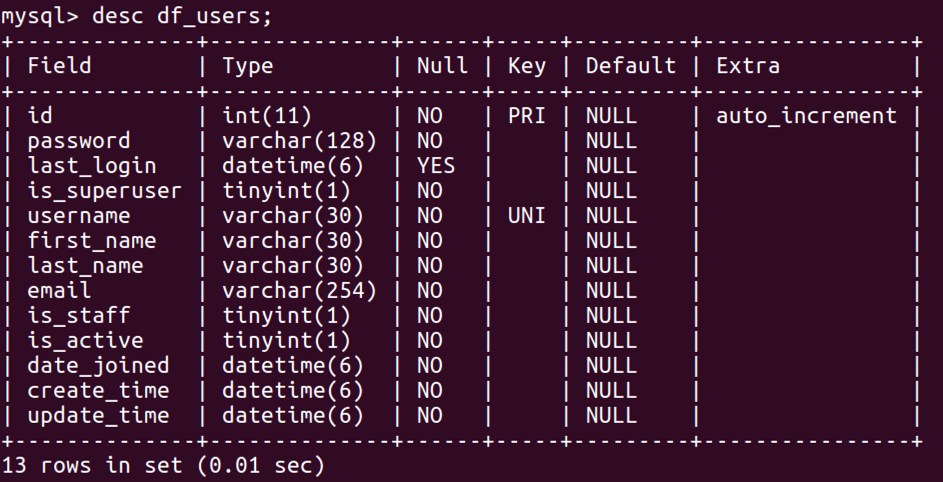 mysql> desc df_users;
+--------------+--------------+------+-----+---------+----------------+
| Field        | Type         | Null | Key | Default | Extra          |
+--------------+--------------+------+-----+---------+----------------+
| id           | int(11)      | NO   | PRI | NULL    | auto_increment |
| password     | varchar(128) | NO   |     | NULL    |                |
| last_login   | datetime(6)  | YES  |     | NULL    |                |
| is_superuser | tinyint(1)   | NO   |     | NULL    |                |
| username     | varchar(30)  | NO   | UNI | NULL    |                |
| first_name   | varchar(30)  | NO   |     | NULL    |                |
| last_name    | varchar(30)  | NO   |     | NULL    |                |
| email        | varchar(254) | NO   |     | NULL    |                |
| is_staff     | tinyint(1)   | NO   |     | NULL    |                |
| is_active    | tinyint(1)   | NO   |     | NULL    |                |
| date_joined  | datetime(6)  | NO   |     | NULL    |                |
| create_time  | datetime(6)  | NO   |     | NULL    |                |
| update_time  | datetime(6)  | NO   |     | NULL    |                |
+--------------+--------------+------+-----+---------+----------------+
13 rows in set (0.01 sec)